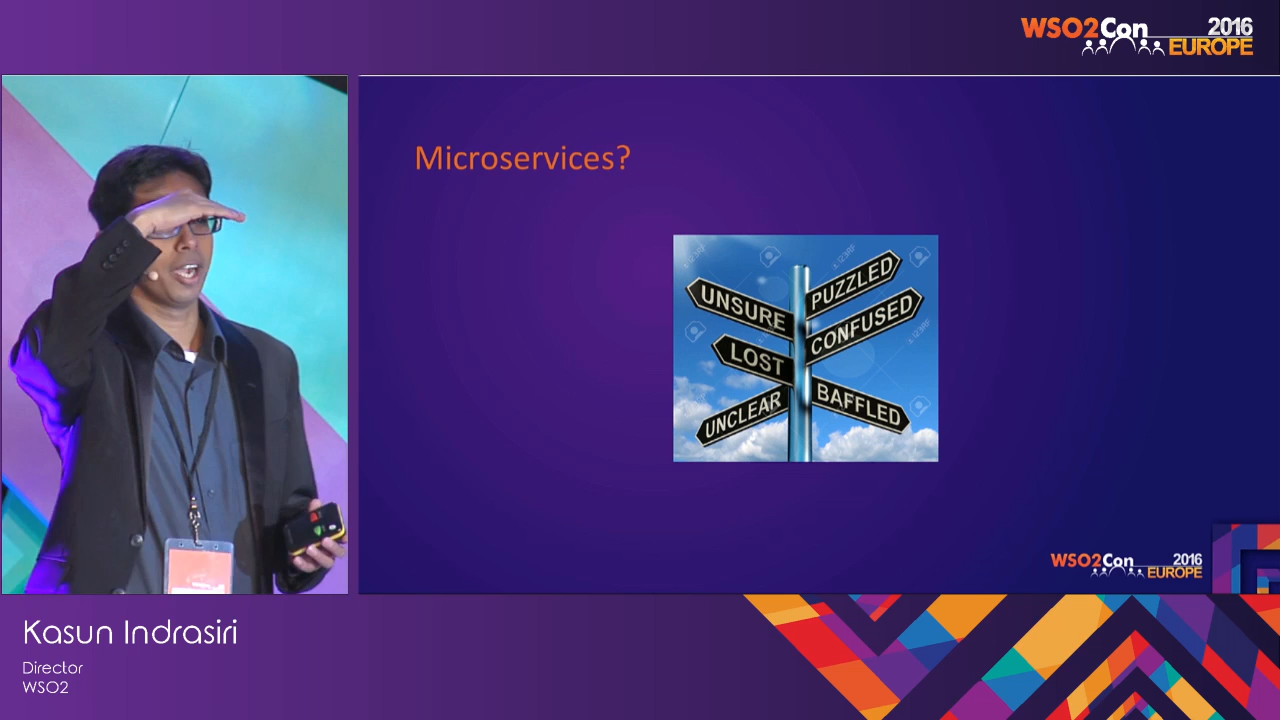 WSO2Con 2016
EUROPE
Microservices?
PUZZLED
UNSURE
CONFUSED
LOST
UNCLEAR
BAFFLED
WSO2Con 2016
EUROPE
Kasun Indrasiri
Director
WSO2